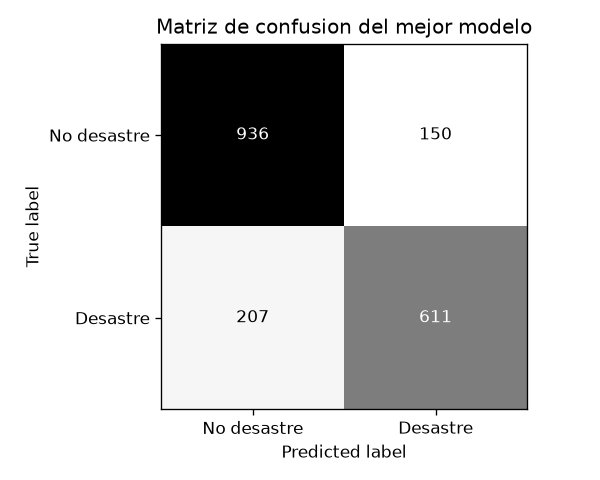 Matriz de confusion del mejor modelo
True label
No desastre
936
150
Desastre
207
611
No desastre
Desastre
Predicted label